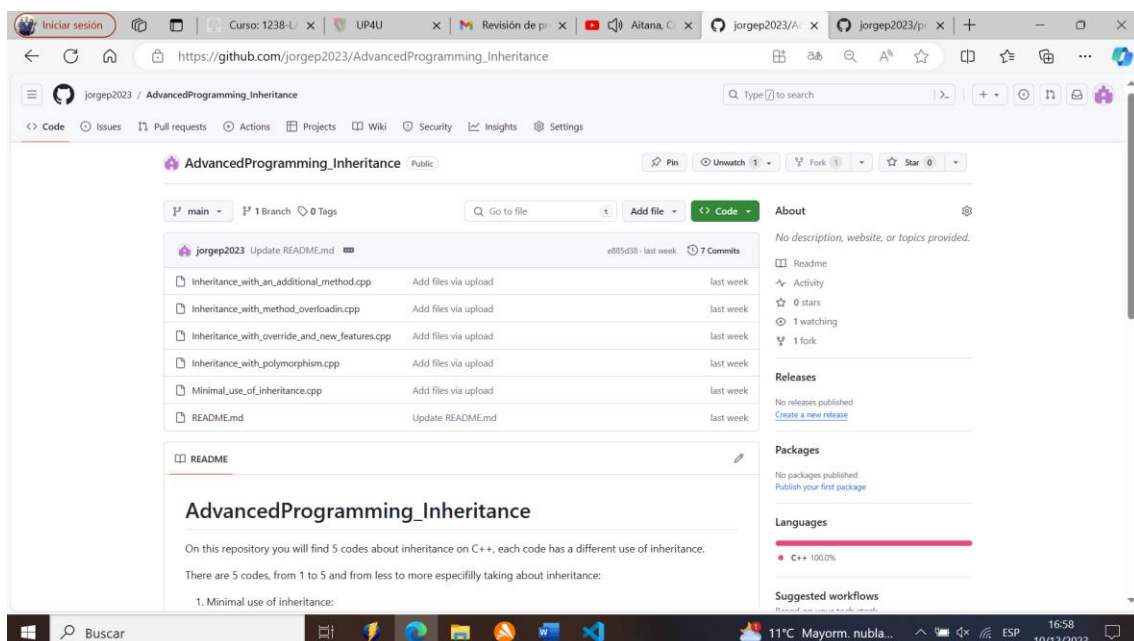 Iniciar sesión
Curso: 1238-L/
UP4U
Revisión de pr
Aitana, C
jorgep2023/Ac
jorgep2023/pr
https://github.com/jorgep2023/AdvancedProgramming_Inheritance
jorgep2023 / AdvancedProgramming_Inheritance
Type / to search
<> Code Issues Pull requests Actions Projects Wiki Security Insights Settings
AdvancedProgramming_Inheritance Public
Pin Unwatch 1 Fork 1 Star 0
main 1 Branch 0 Tags
Go to file t
Add file <> Code
About
No description, website, or topics provided.
jorgep2023 Update README.md
e885d38 · last week 7 Commits
Inheritance_with_an_additional_method.cpp Add files via upload last week
Inheritance_with_method_overloadin.cpp Add files via upload last week
Inheritance_with_override_and_new_features.cpp Add files via upload last week
Inheritance_with_polymorphism.cpp Add files via upload last week
Minimal_use_of_inheritance.cpp Add files via upload last week
README.md Update README.md last week
Readme
Activity
0 stars
1 watching
1 fork
Releases
No releases published
Create a new release
Packages
No packages published
Publish your first package
Languages
C++ 100.0%
Suggested workflows
Based on your tech stack
README
AdvancedProgramming_Inheritance
On this repository you will find 5 codes about inheritance on C++, each code has a different use of inheritance.
There are 5 codes, from 1 to 5 and from less to more especifilly taking about inheritance:
1. Minimal use of inheritance:
Buscar
11°C Mayorm. nubla...
ESP
16:58
10/12/2023